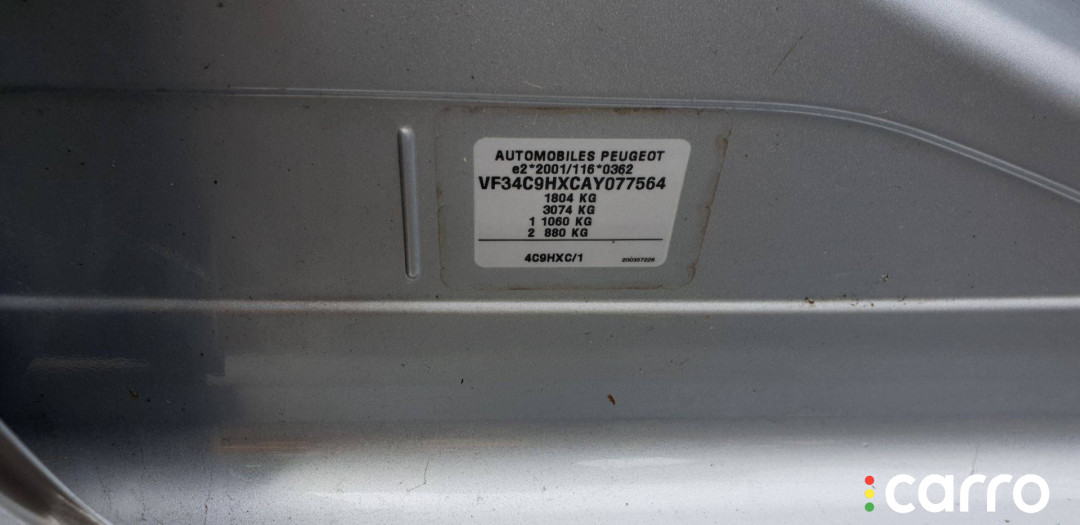 AUTOMOBILES PEUGEOT
e2*2001/116*0362
VF34C9HXCAY077564
1804 KG
3074 KG
1 1060 KG
2 880 KG
4C9HXC/1 200357226
carro